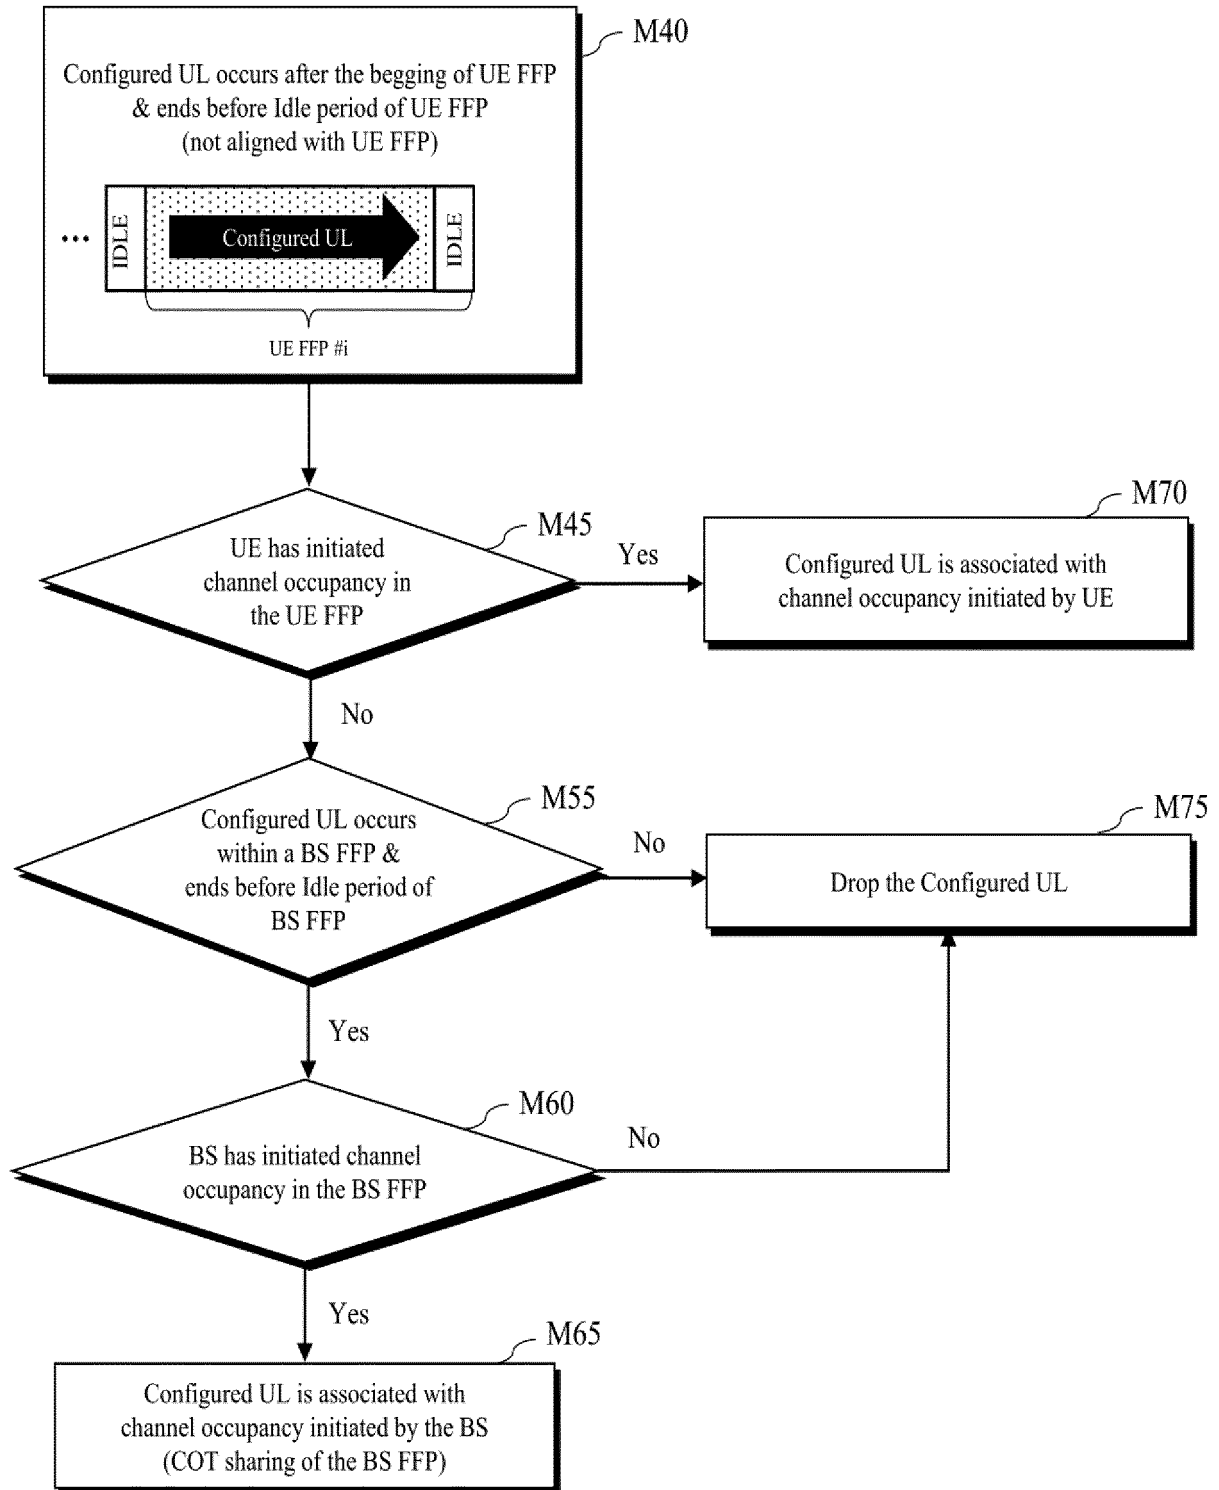 M40
Configured UL occurs after the begging of UE FFP
& ends before Idle period of UE FFP
(not aligned with UE FFP)
...
IDLE
Configured UL
IDLE
UE FFP #i
M45
UE has initiated
channel occupancy in
the UE FFP
Yes
M70
Configured UL is associated with
channel occupancy initiated by UE
No
M55
Configured UL occurs
within a BS FFP &
ends before Idle period of
BS FFP
No
M75
Drop the Configured UL
Yes
M60
BS has initiated channel
occupancy in the BS FFP
No
Yes
M65
Configured UL is associated with
channel occupancy initiated by the BS
(COT sharing of the BS FFP)